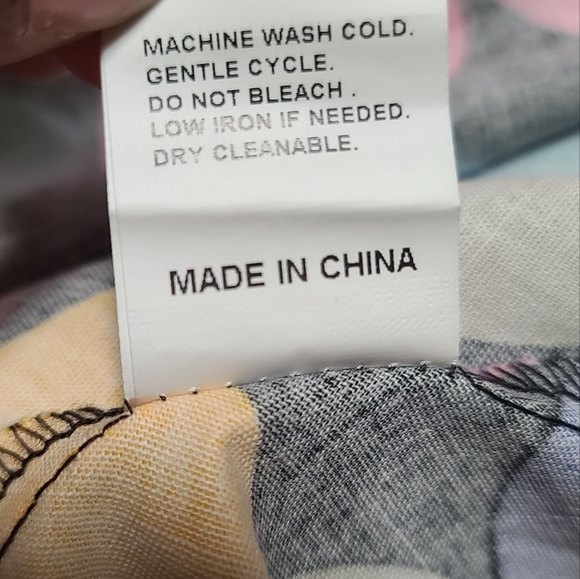 MACHINE WASH COLD.
GENTLE CYCLE.
DO NOT BLEACH .
LOW IRON IF NEEDED.
DRY CLEANABLE.
MADE IN CHINA